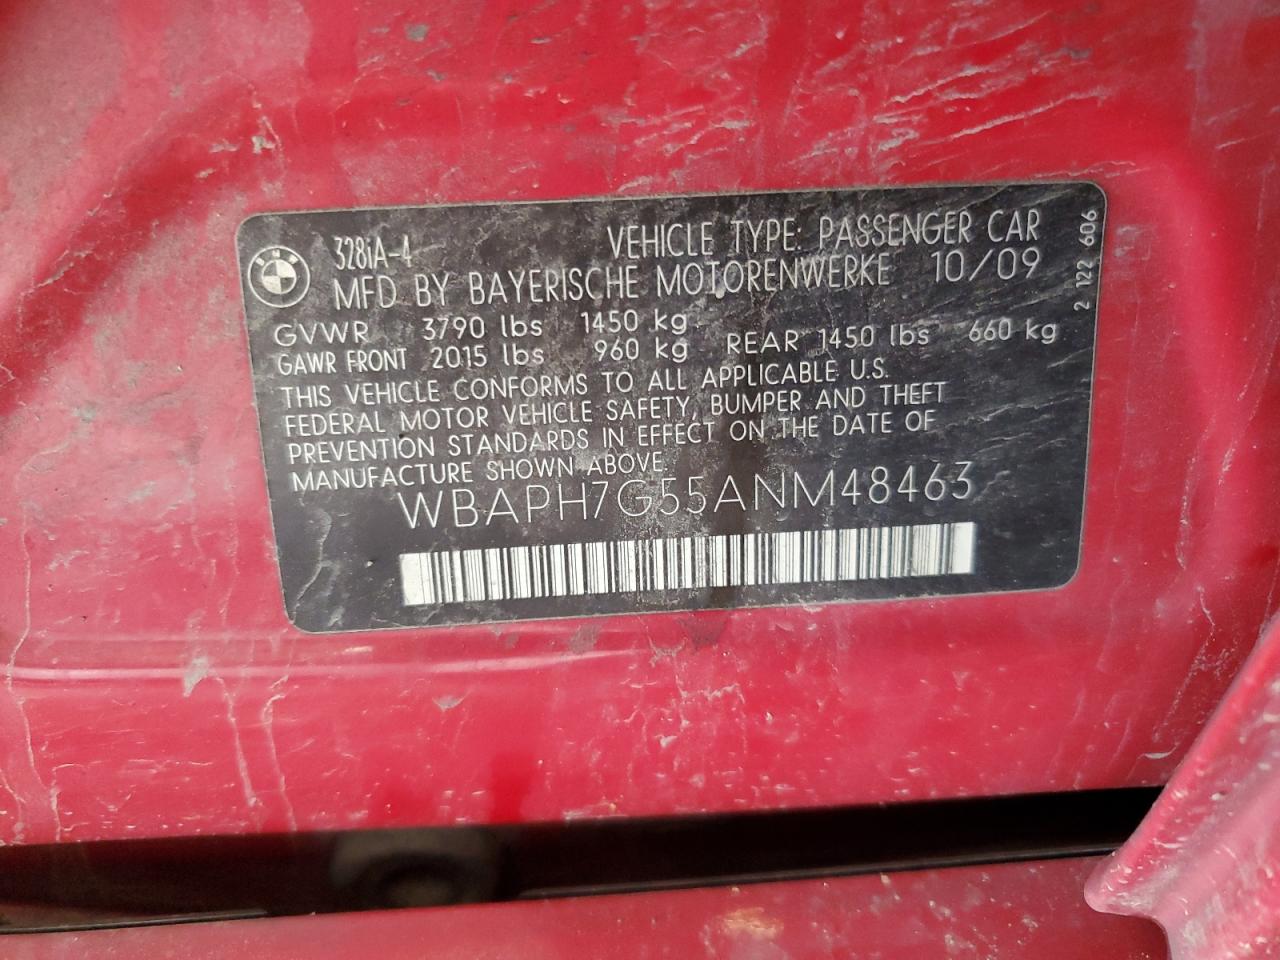 328iA-4 VEHICLE TYPE: PASSENGER CAR
MFD BY BAYERISCHE MOTORENWERKE 10/09
GVWR 3790 lbs 1450 kg
GAWR FRONT 2015 lbs 960 kg REAR 1450 lbs 660 kg
THIS VEHICLE CONFORMS TO ALL APPLICABLE U.S.
FEDERAL MOTOR VEHICLE SAFETY, BUMPER AND THEFT
PREVENTION STANDARDS IN EFFECT ON THE DATE OF
MANUFACTURE SHOWN ABOVE.
WBAPH7G55ANM48463
2 122 606